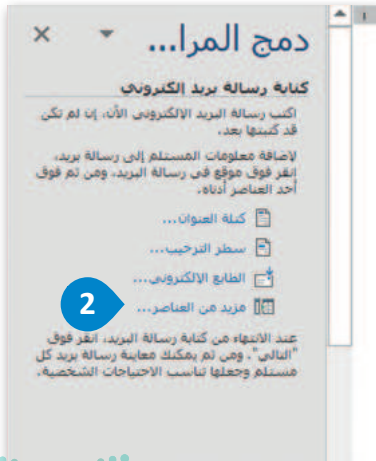 دمج المرا...
كتابة رسالة بريد إلكتروني
اكتب رسالة البريد الإلكتروني الآن، إن لم تكن
قد كتبتها بعد.
لإضافة معلومات المستلم إلى رسالة بريد،
انقر فوق موقع في رسالة البريد، ومن ثم فوق
أحد العناصر أدناه.
كتلة العنوان...
سطر الترحيب...
الطابع الإلكتروني...
مزيد من العناصر...
2
عند الانتهاء من كتابة رسالة البريد، انقر فوق
"التالي". ومن ثم يمكنك معاينة رسالة بريد كل
مستلم وجعلها تناسب الاحتياجات الشخصية.